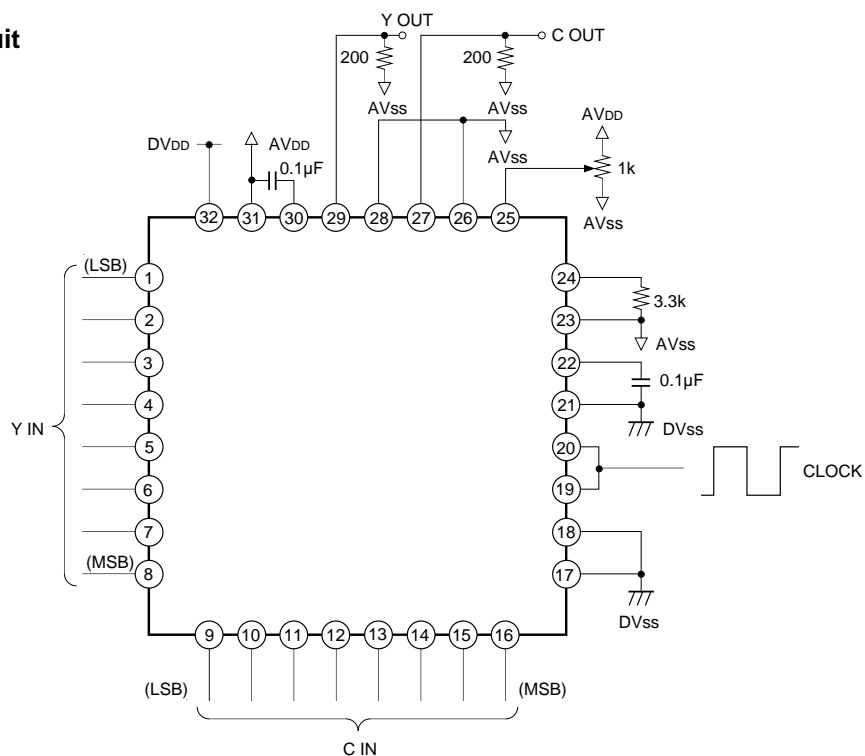 uit
Y OUT
C OUT
200
200
AVss
AVss
AVDD
DVDD
AVDD
0.1µF
AVss
1k
AVss
32
31
30
29
28
27
26
25
(LSB)
1
2
3
4
5
6
7
(MSB)
8
Y IN
24
3.3k
23
AVss
22
0.1µF
21
DVss
20
CLOCK
19
18
17
DVss
9
10
11
12
13
14
15
16
(LSB)
(MSB)
C IN